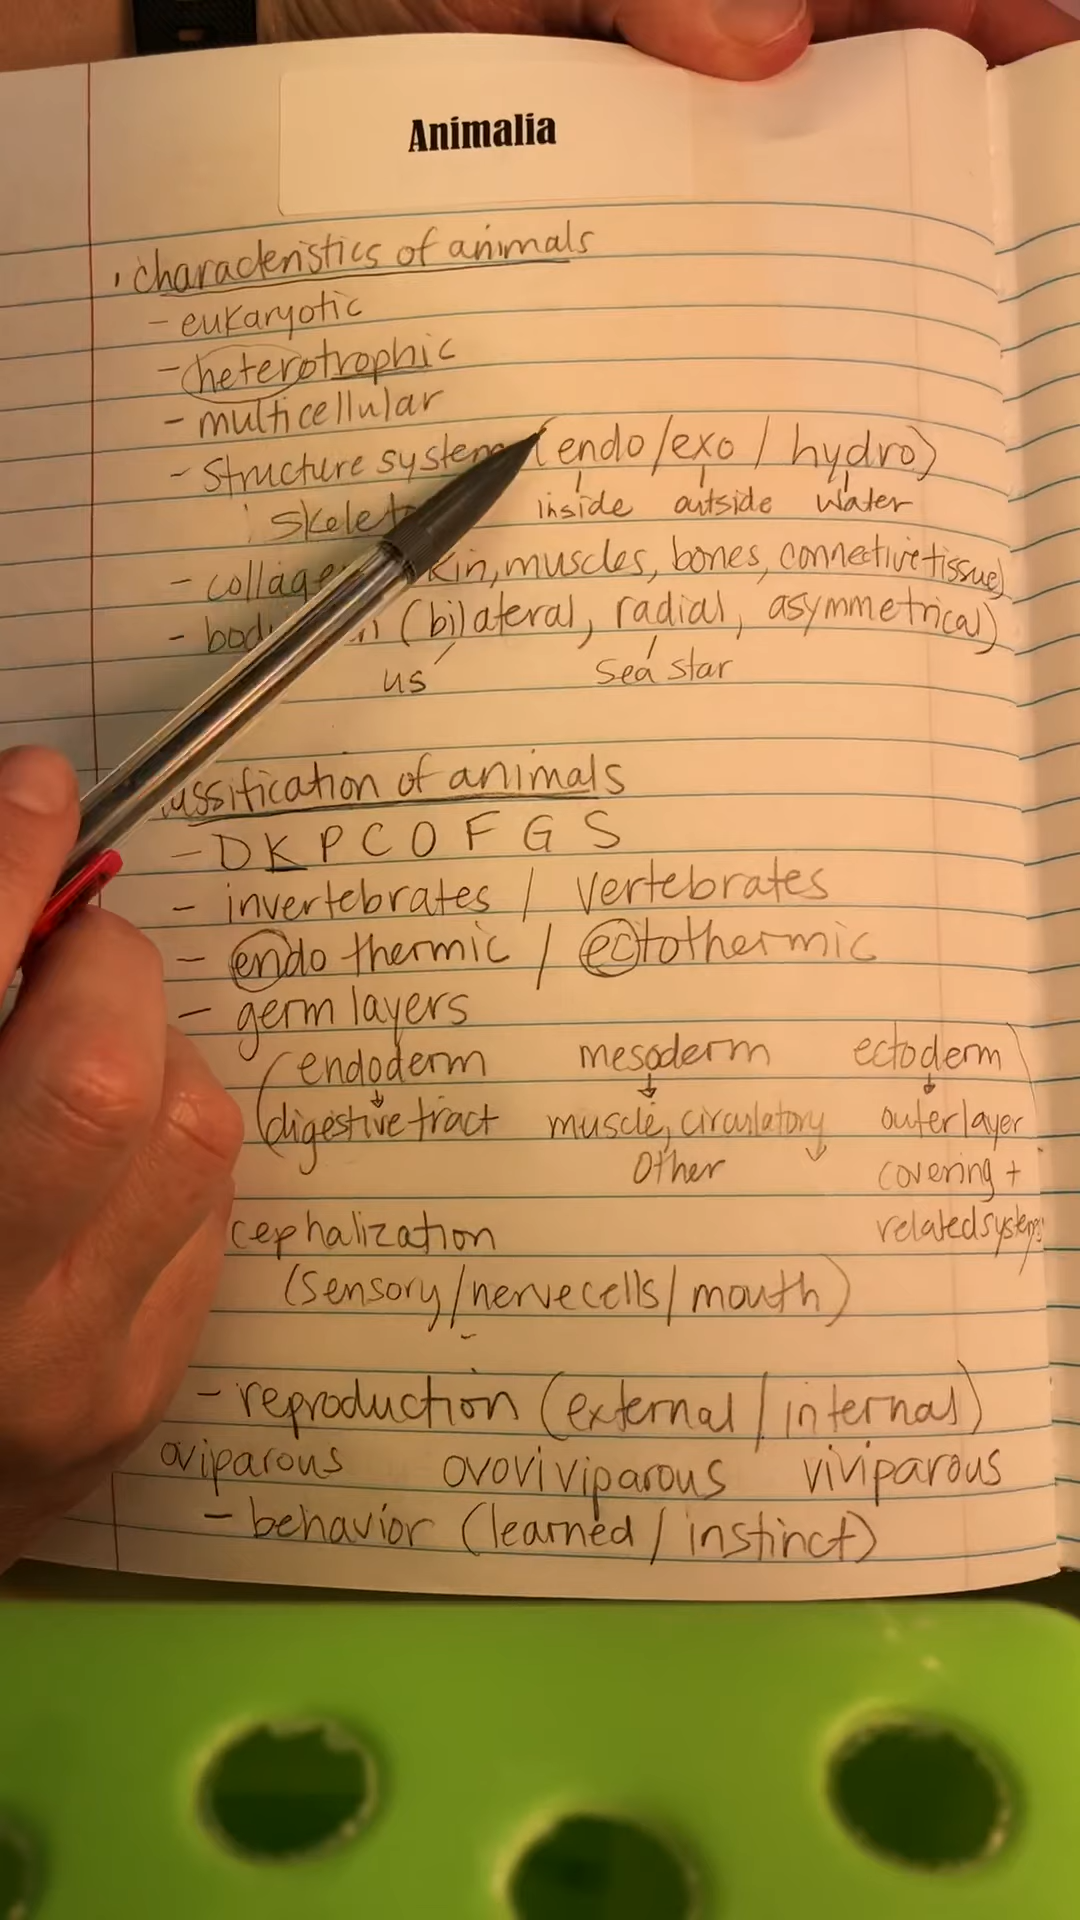 Animalia
characteristics of animals
- eukaryotic
- heterotrophic
- multicellular
- structure system (endo/exo / hydro)
inside outside water
- skin, muscles, bones, connective tissue)
- (bilateral, radial, asymmetrical)
us sea star
of animals
- D K P C O F G S
- invertebrates / vertebrates
- endothermic / ectothermic
- germ layers
(endoderm mesoderm ectoderm)
digestive tract muscle, circulatory outer layer
other covering +
cephalization related systems
(sensory/nerve cells/mouth)
- reproduction (external / internal)
oviparous ovoviviparous viviparous
- behavior (learned / instinct)